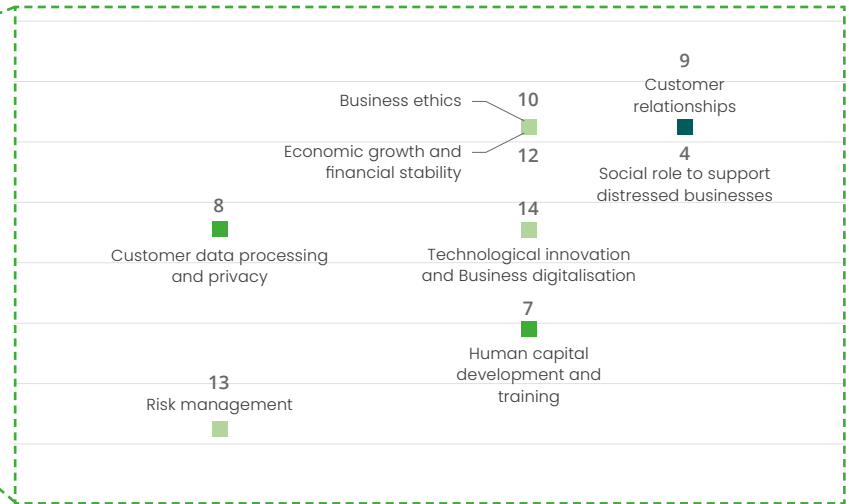 9
Customer
relationships
Business ethics
10
Economic growth and
financial stability
12
4
Social role to support
distressed businesses
8
Customer data processing
and privacy
14
Technological innovation
and Business digitalisation
7
Human capital
development and
training
13
Risk management